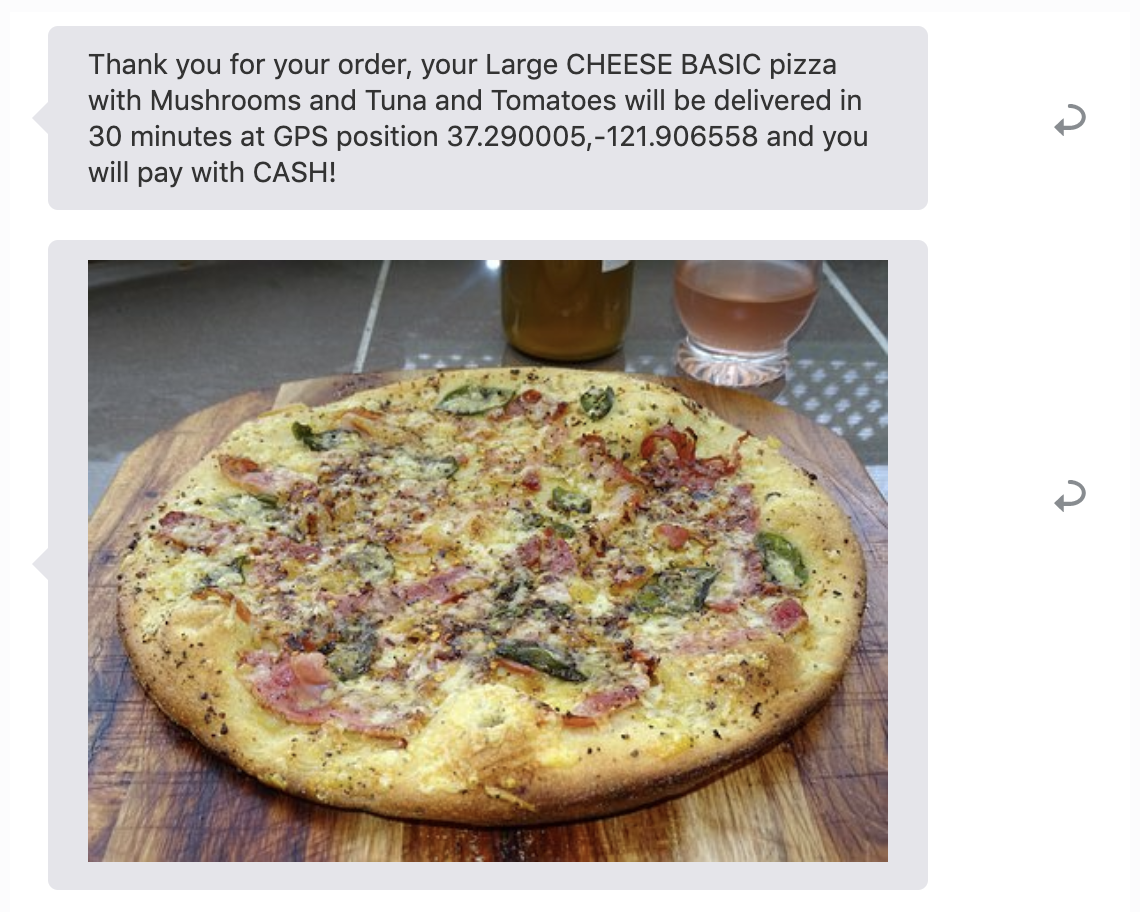 Thank you for your order, your Large CHEESE BASIC pizza
with Mushrooms and Tuna and Tomatoes will be delivered in
30 minutes at GPS position 37.290005,-121.906558 and you
will pay with CASH!